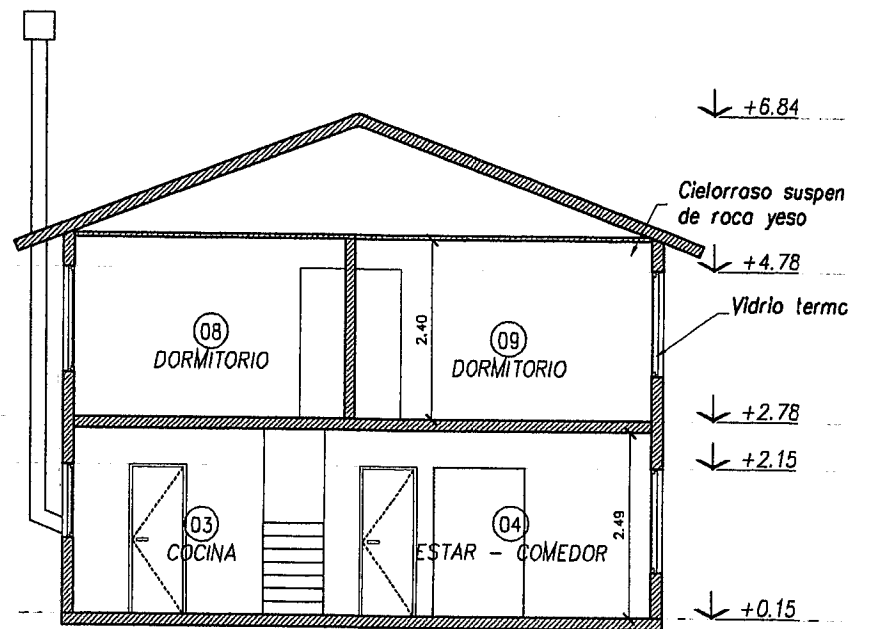 +6.84
Cielorraso suspen
de roca yeso
+4.78
Vidrio termo
08
DORMITORIO
2.40
09
DORMITORIO
+2.78
+2.15
03
COCINA
04
ESTAR - COMEDOR
2.49
+0.15